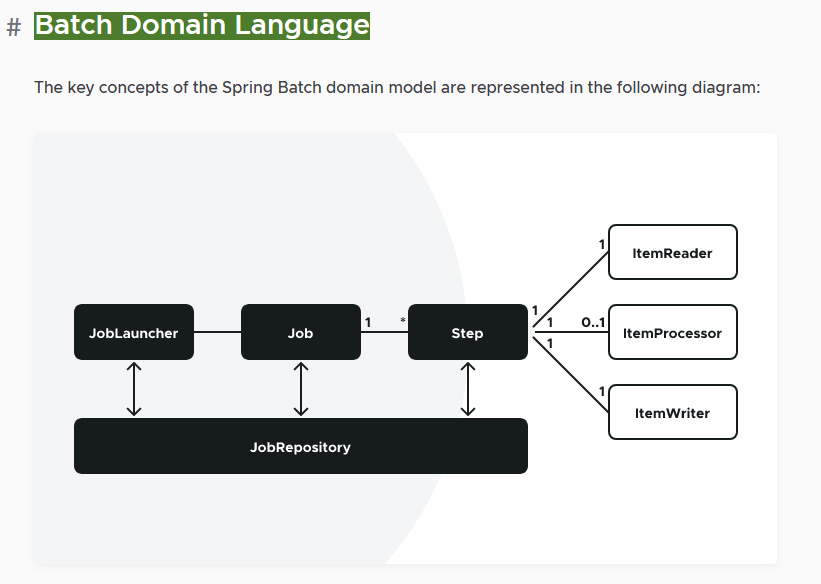 # Batch Domain Language
The key concepts of the Spring Batch domain model are represented in the following diagram:
1 ItemReader
1
JobLauncher Job 1 * Step 1 0..1 ItemProcessor
1
1 ItemWriter
JobRepository